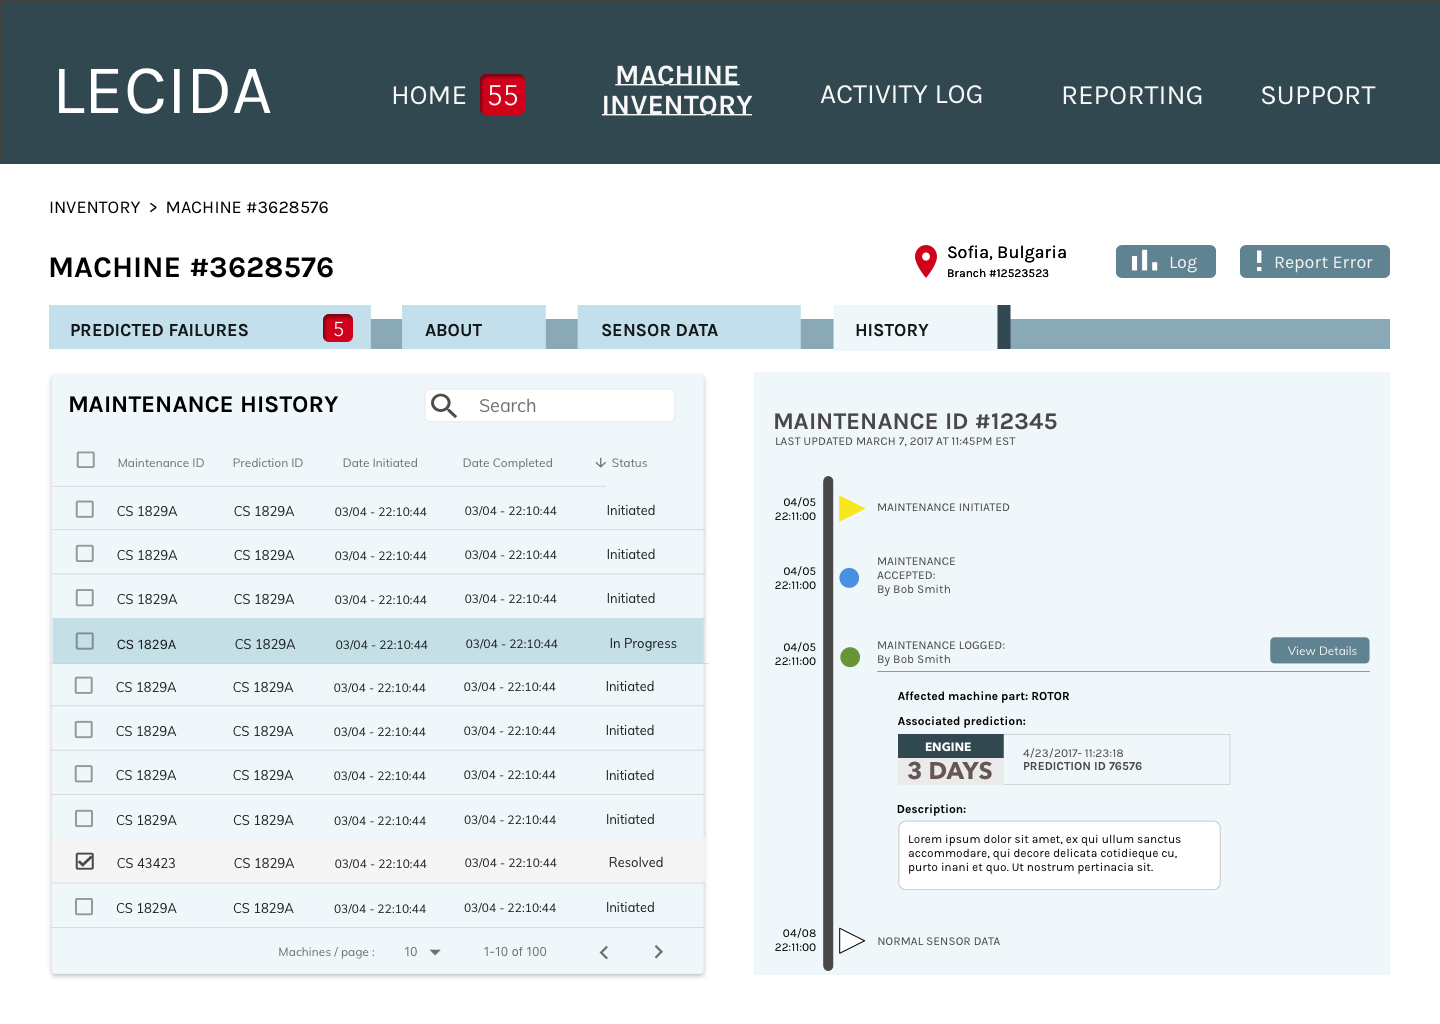 LECIDA
HOME 55
MACHINE
INVENTORY
ACTIVITY LOG
REPORTING
SUPPORT
INVENTORY > MACHINE #3628576
MACHINE #3628576
Sofia, Bulgaria
Branch #12523523
Log
Report Error
PREDICTED FAILURES 5
ABOUT
SENSOR DATA
HISTORY
MAINTENANCE HISTORY
Search
Maintenance ID Prediction ID Date Initiated Date Completed Status
CS 1829A CS 1829A 03/04 - 22:10:44 03/04 - 22:10:44 Initiated
CS 1829A CS 1829A 03/04 - 22:10:44 03/04 - 22:10:44 Initiated
CS 1829A CS 1829A 03/04 - 22:10:44 03/04 - 22:10:44 Initiated
CS 1829A CS 1829A 03/04 - 22:10:44 03/04 - 22:10:44 In Progress
CS 1829A CS 1829A 03/04 - 22:10:44 03/04 - 22:10:44 Initiated
CS 1829A CS 1829A 03/04 - 22:10:44 03/04 - 22:10:44 Initiated
CS 1829A CS 1829A 03/04 - 22:10:44 03/04 - 22:10:44 Initiated
CS 1829A CS 1829A 03/04 - 22:10:44 03/04 - 22:10:44 Initiated
CS 43423 CS 1829A 03/04 - 22:10:44 03/04 - 22:10:44 Resolved
CS 1829A CS 1829A 03/04 - 22:10:44 03/04 - 22:10:44 Initiated
Machines / page : 10 1-10 of 100
MAINTENANCE ID #12345
LAST UPDATED MARCH 7, 2017 AT 11:45PM EST
04/05
22:11:00
MAINTENANCE INITIATED
04/05
22:11:00
MAINTENANCE
ACCEPTED:
By Bob Smith
04/05
22:11:00
MAINTENANCE LOGGED:
By Bob Smith
View Details
Affected machine part: ROTOR
Associated prediction:
ENGINE
3 DAYS
4/23/2017- 11:23:18
PREDICTION ID 76576
Description:
Lorem ipsum dolor sit amet, ex qui ullum sanctus
accommodare, qui decore delicata cotidieque cu,
purto inani et quo. Ut nostrum pertinacia sit.
04/08
22:11:00
NORMAL SENSOR DATA